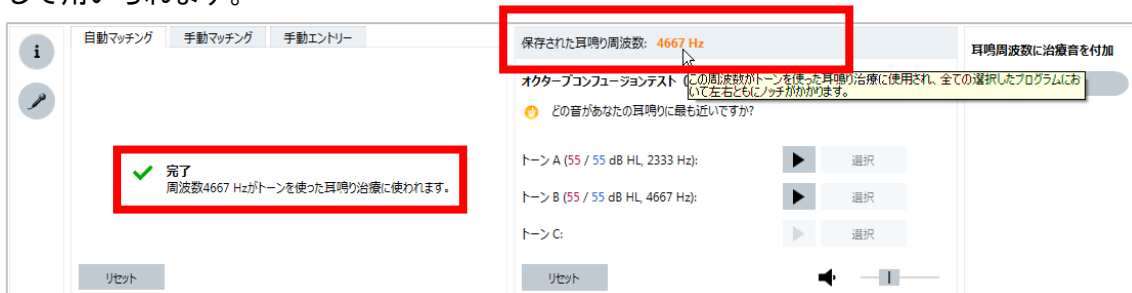 して用いられます。
自動マッチング 手動マッチング 手動エントリー
保存された耳鳴り周波数: 4667 Hz
耳鳴周波数に治療音を付加
オクターブコンフュージョンテスト
この周波数がトーンを使った耳鳴り治療に使用され、全ての選択したプログラムにお
いて左右ともにノッチがかかります。
どの音があなたの耳鳴りに最も近いですか?
完了
周波数4667 Hzがトーンを使った耳鳴り治療に使われます。
トーン A (55 / 55 dB HL, 2333 Hz):
選択
トーン B (55 / 55 dB HL, 4667 Hz):
選択
トーン C:
選択
リセット
リセット